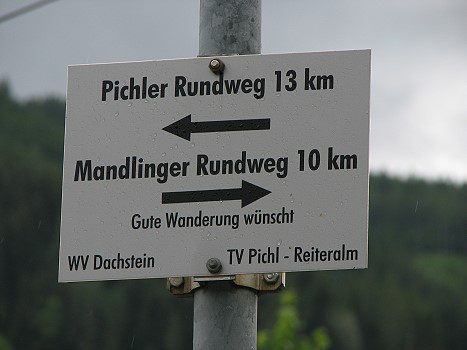 Pichler Rundweg 13 km
Mandlinger Rundweg 10 km
Gute Wanderung wünscht
WV Dachstein TV Pichl - Reiteralm